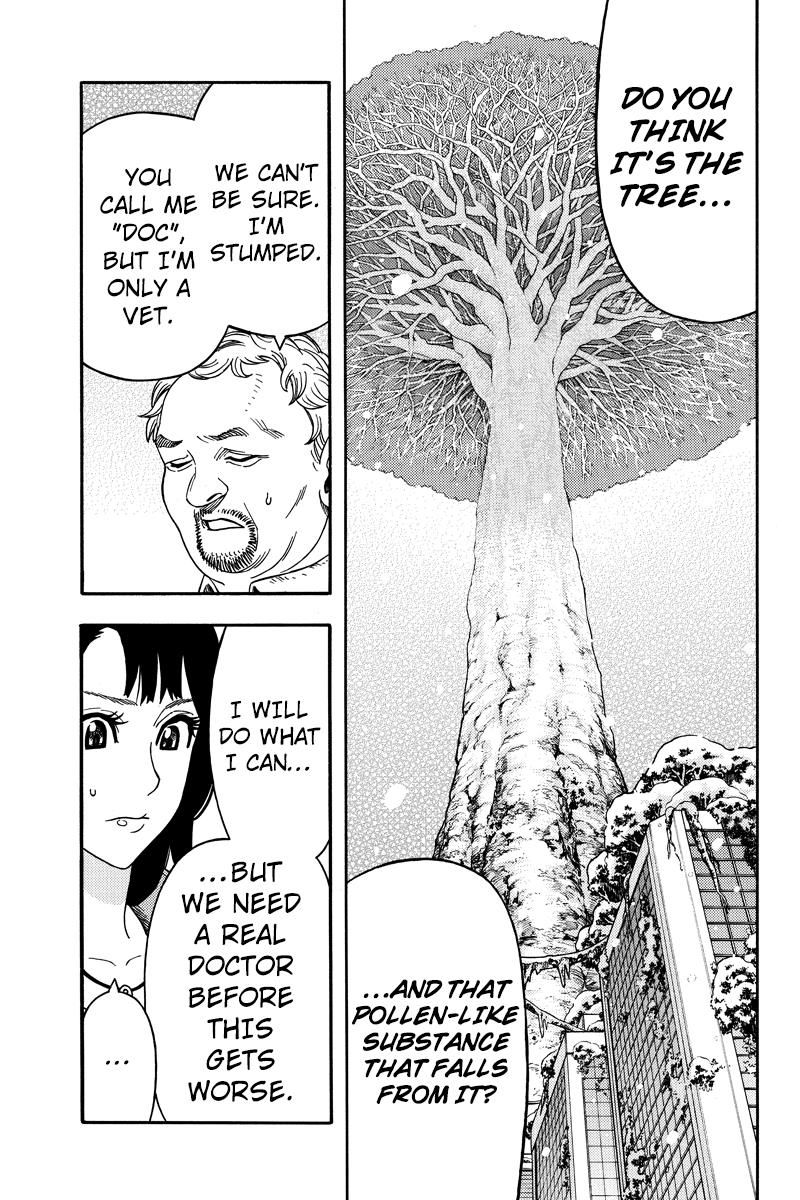 DO YOU
THINK
IT'S THE
TREE...
...AND THAT
POLLEN-LIKE
SUBSTANCE
THAT FALLS
FROM IT?
WE CAN'T
BE SURE.
I'M
STUMPED.
YOU
CALL ME
"DOC",
BUT I'M
ONLY A
VET.
I WILL
DO WHAT
I CAN...
...BUT
WE NEED
A REAL
DOCTOR
BEFORE
THIS
GETS
WORSE.
...